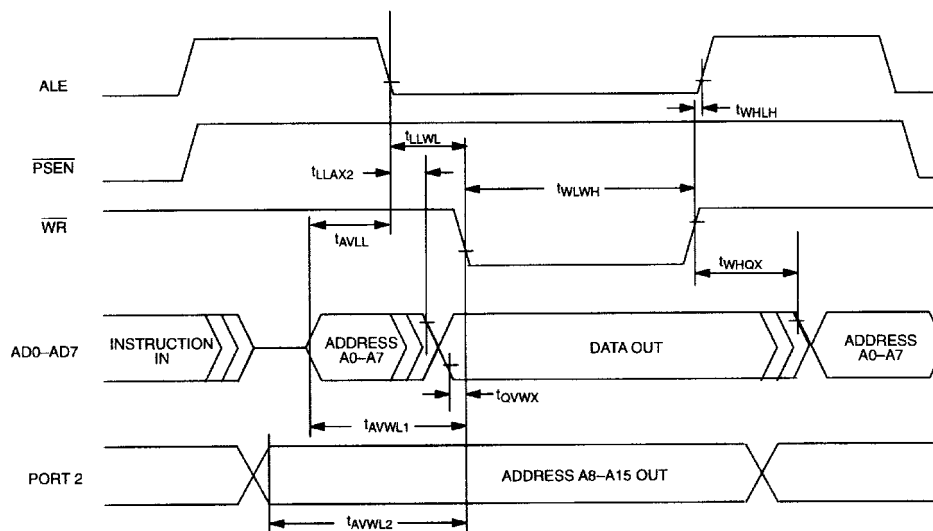 ALE
tWHLH
tLLWL
PSEN
tLLAX2
tWLWH
WR
tAVLL
tWHQX
AD0–AD7
INSTRUCTION
IN
ADDRESS
A0–A7
DATA OUT
ADDRESS
A0–A7
tQVWX
tAVWL1
PORT 2
ADDRESS A8–A15 OUT
tAVWL2